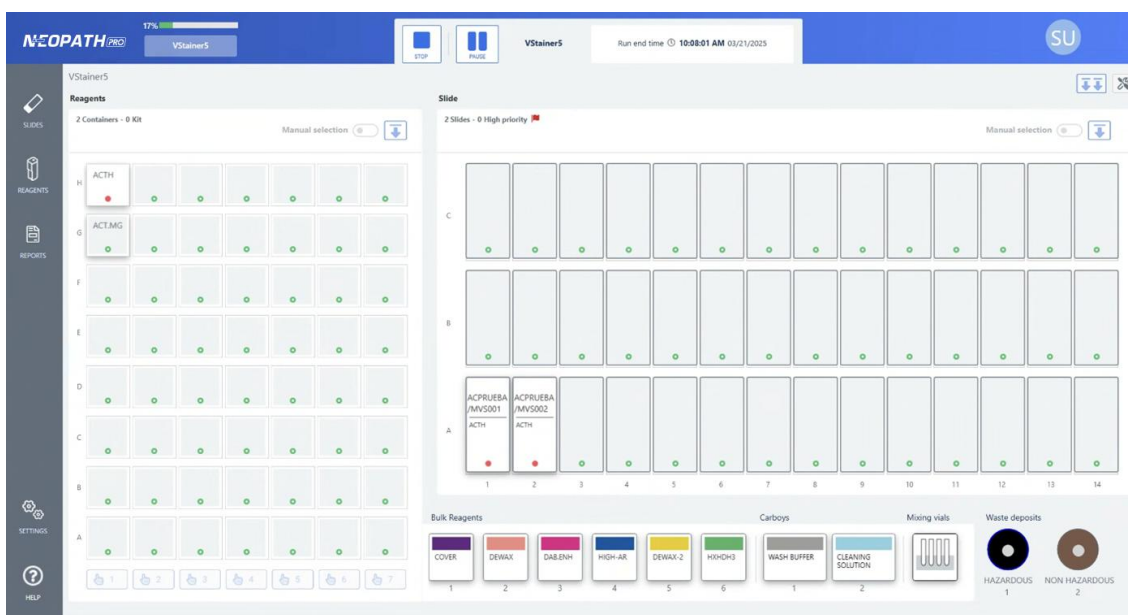 NEOPATH PRO
17%
VStainer5
STOP
PAUSE
VStainer5
Run end time 10:08:01 AM 03/21/2025
SU
SLIDES
REAGENTS
REPORTS
SETTINGS
HELP
VStainer5
Reagents
2 Containers - 0 Kit
Manual selection
H
ACTH
G
ACT.MG
F
E
D
C
B
A
1 2 3 4 5 6 7
Slide
2 Slides - 0 High priority
Manual selection
C
B
A
ACPRUEBA
/MVS001
ACTH
ACPRUEBA
/MVS002
ACTH
1 2 3 4 5 6 7 8 9 10 11 12 13 14
Bulk Reagents
COVER
1
DEWAX
2
DAB.ENH
3
HIGH-AR
4
DEWAX-2
5
HXHDH3
6
Carboys
WASH BUFFER
1
CLEANING
SOLUTION
2
Mixing vials
Waste deposits
HAZARDOUS
1
NON HAZARDOUS
2